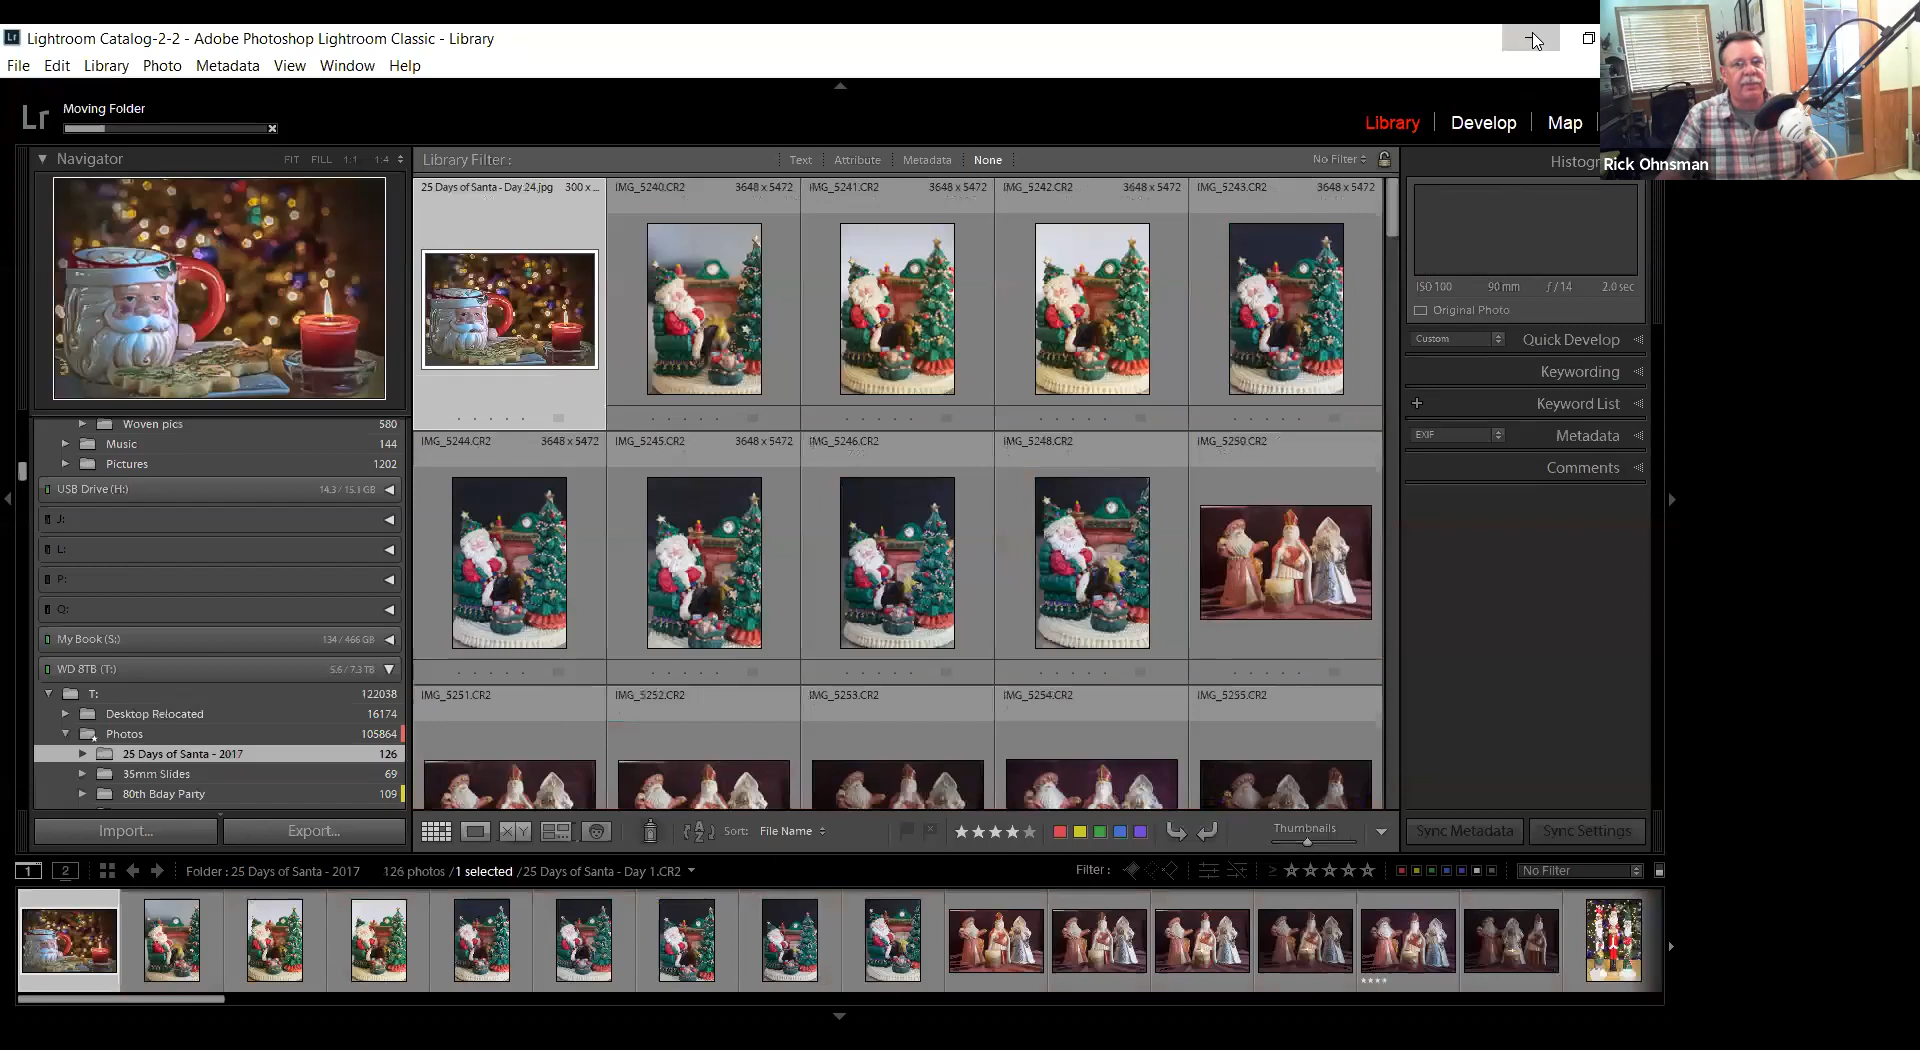 Lr Lightroom Catalog-2-2 - Adobe Photoshop Lightroom Classic - Library
File Edit Library Photo Metadata View Window Help
Rick Ohnsman
Lr Moving Folder
Library | Develop | Map |
Navigator FIT FILL 1:1 1:4
Library Filter : Text Attribute Metadata None No Filter
Histogr
25 Days of Santa - Day 24.jpg 300 x ...
IMG_5240.CR2 3648 x 5472
IMG_5241.CR2 3648 x 5472
IMG_5242.CR2 3648 x 5472
IMG_5243.CR2 3648 x 5472
ISO 100 90 mm f / 14 2.0 sec
Original Photo
Custom Quick Develop
Keywording
+ Keyword List
EXIF Metadata
Comments
Woven pics 580
Music 144
Pictures 1202
USB Drive (H:) 14.3 / 15.1 GB
J:
L:
P:
Q:
My Book (S:) 134 / 466 GB
WD 8TB (T:) 5.6 / 7.3 TB
T: 122038
Desktop Relocated 16174
Photos 105864
25 Days of Santa - 2017 126
35mm Slides 69
80th Bday Party 109
IMG_5244.CR2 3648 x 5472
IMG_5245.CR2 3648 x 5472
IMG_5246.CR2
IMG_5248.CR2
IMG_5250.CR2
IMG_5251.CR2
IMG_5252.CR2
IMG_5253.CR2
IMG_5254.CR2
IMG_5255.CR2
Import... Export...
Sort: File Name
Thumbnails
Sync Metadata Sync Settings
1 2 Folder : 25 Days of Santa - 2017 126 photos / 1 selected / 25 Days of Santa - Day 1.CR2
Filter : No Filter